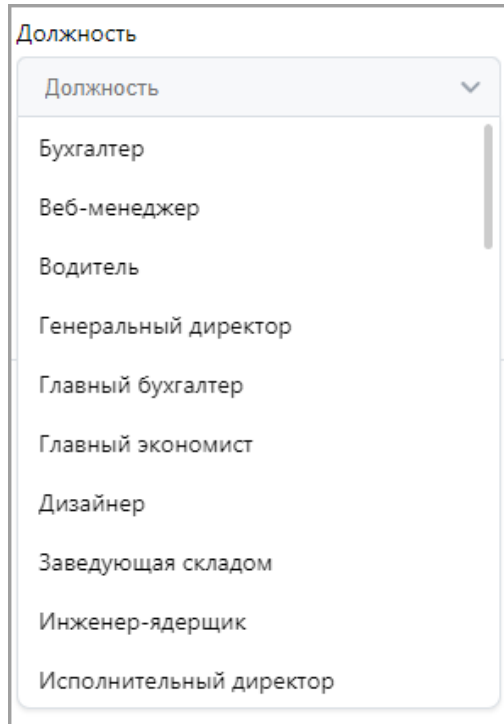 Должность
Должность
Бухгалтер
Веб-менеджер
Водитель
Генеральный директор
Главный бухгалтер
Главный экономист
Дизайнер
Заведующая складом
Инженер-ядерщик
Исполнительный директор